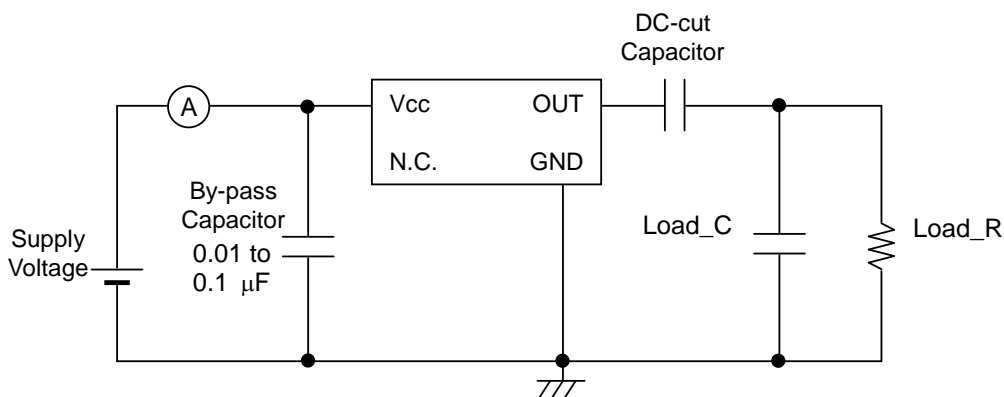 DC-cut
Capacitor
A
Vcc
OUT
N.C.
GND
By-pass
Capacitor
0.01 to
0.1 μF
Supply
Voltage
Load_C
Load_R